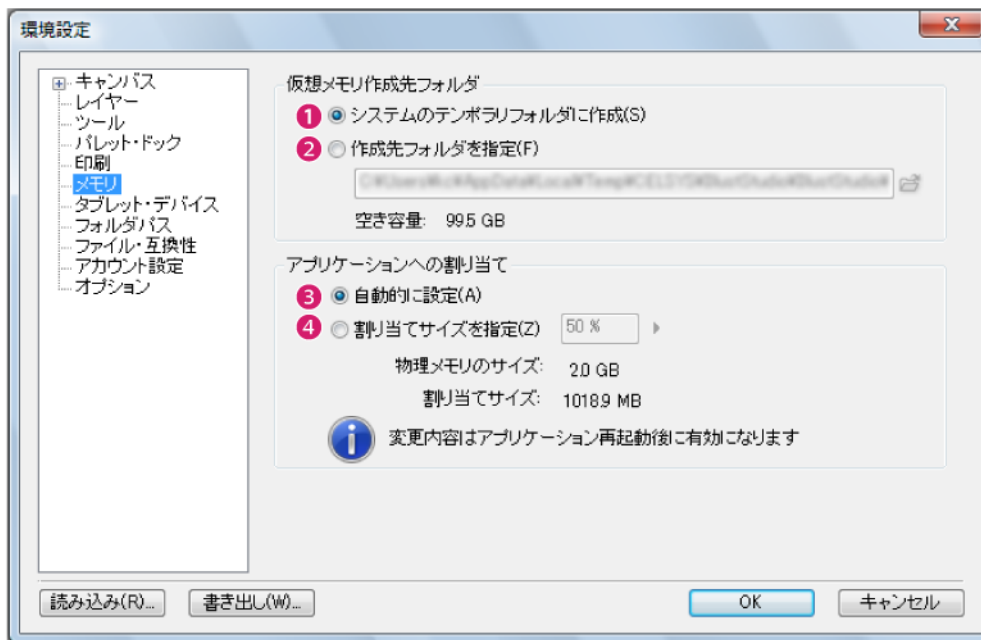 環境設定
キャンバス
レイヤー
ツール
パレット・ドック
印刷
メモリ
タブレット・デバイス
フォルダパス
ファイル・互換性
アカウント設定
オプション
仮想メモリ作成先フォルダ
1 システムのテンポラリフォルダに作成(S)
2 作成先フォルダを指定(F)
空き容量: 99.5 GB
アプリケーションへの割り当て
3 自動的に設定(A)
4 割り当てサイズを指定(Z) 50 %
物理メモリのサイズ: 2.0 GB
割り当てサイズ: 1018.9 MB
変更内容はアプリケーション再起動後に有効になります
読み込み(R)... 書き出し(W)... OK キャンセル